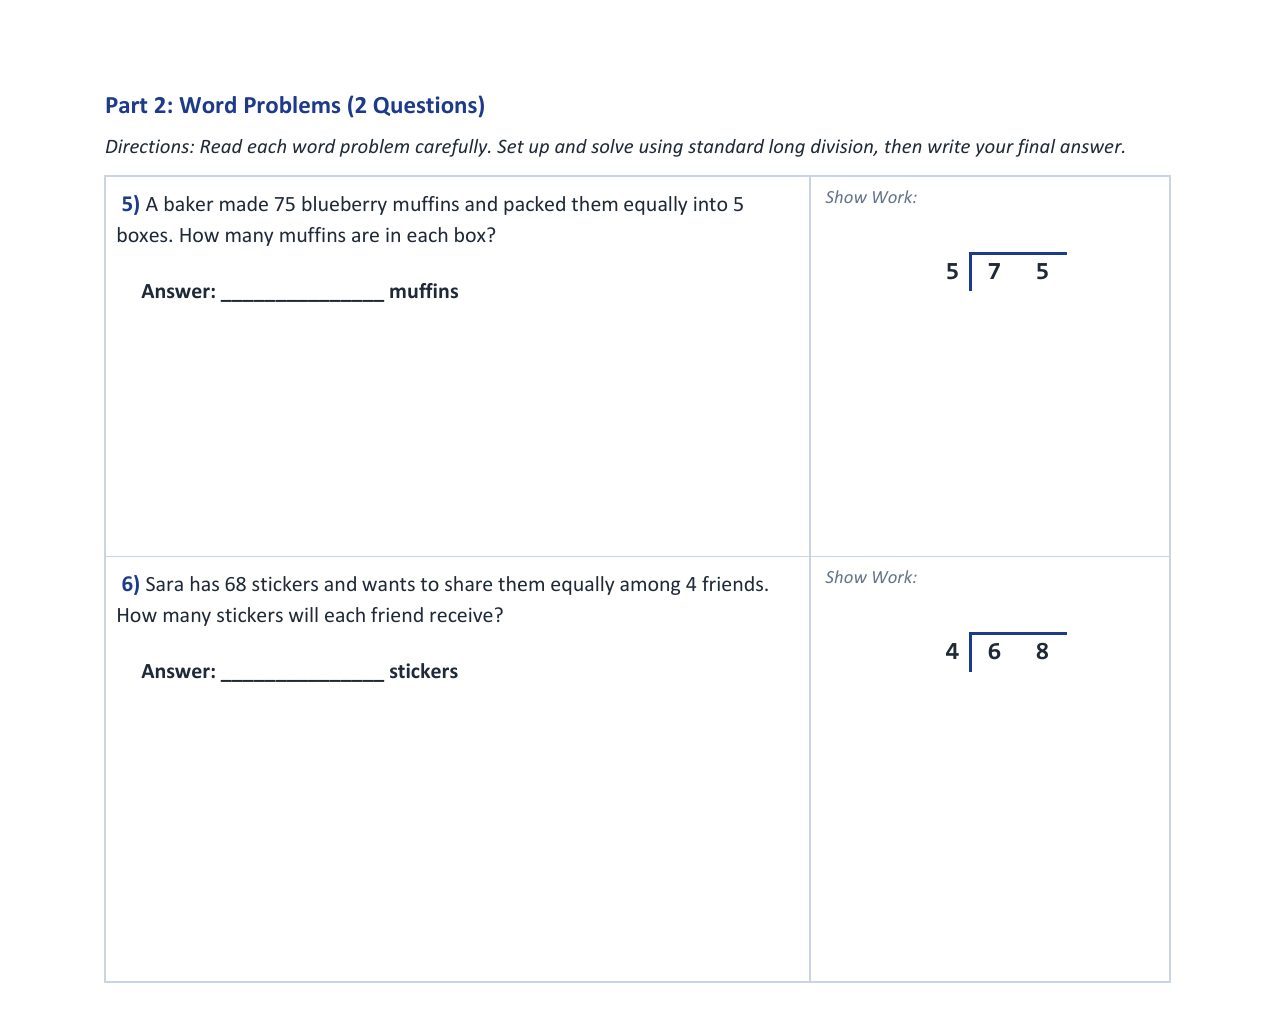 Part 2: Word Problems (2 Questions)
Directions: Read each word problem carefully. Set up and solve using standard long division, then write your final answer.
5) A baker made 75 blueberry muffins and packed them equally into 5
boxes. How many muffins are in each box?
Answer: _______________ muffins
Show Work:
5 7 5
6) Sara has 68 stickers and wants to share them equally among 4 friends.
How many stickers will each friend receive?
Answer: _______________ stickers
Show Work:
4 6 8